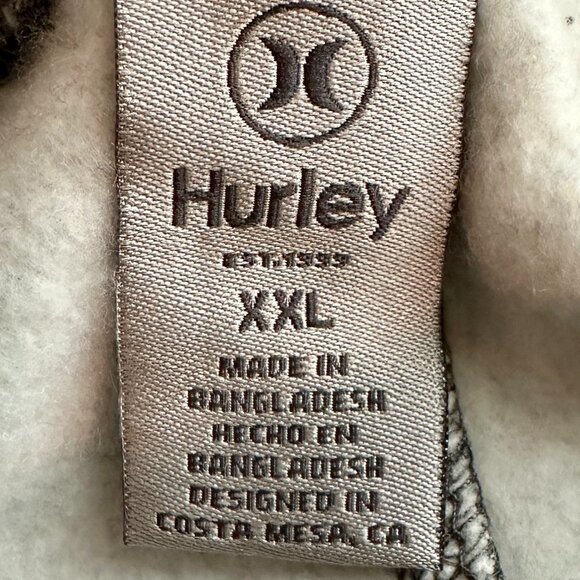 Hurley
EST.1999
XXL
MADE IN
BANGLADESH
HECHO EN
BANGLADESH
DESIGNED IN
COSTA MESA, CA